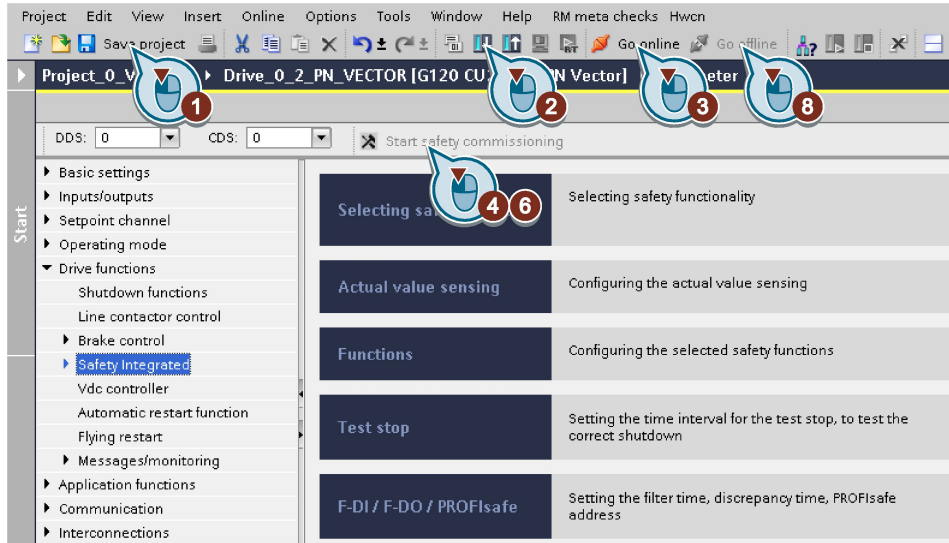 Project Edit View Insert Online Options Tools Window Help RM meta checks Hwcn
Save project Go online Go offline
Project_0_V Drive_0_2_PN_VECTOR [G120 PN Vector] eter
1 2 3 8
DDS: 0 CDS: 0 Start safety commissioning
4 6
Start
Basic settings
Inputs/outputs
Setpoint channel
Operating mode
Drive functions
Shutdown functions
Line contactor control
Brake control
Safety Integrated
Vdc controller
Automatic restart function
Flying restart
Messages/monitoring
Application functions
Communication
Interconnections
Selecting
Selecting safety functionality
Actual value sensing
Configuring the actual value sensing
Functions
Configuring the selected safety functions
Test stop
Setting the time interval for the test stop, to test the
correct shutdown
F-DI / F-DO / PROFIsafe
Setting the filter time, discrepancy time, PROFIsafe
address